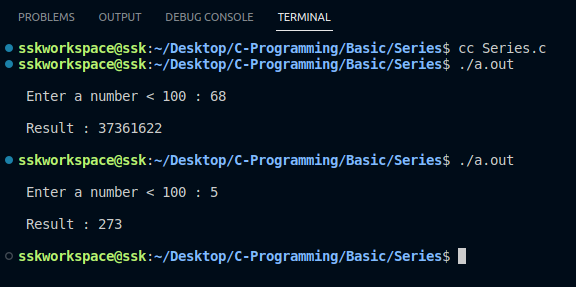 PROBLEMS OUTPUT DEBUG CONSOLE TERMINAL
sskworkspace@ssk:~/Desktop/C-Programming/Basic/Series$ cc Series.c
sskworkspace@ssk:~/Desktop/C-Programming/Basic/Series$ ./a.out
Enter a number < 100 : 68
Result : 37361622
sskworkspace@ssk:~/Desktop/C-Programming/Basic/Series$ ./a.out
Enter a number < 100 : 5
Result : 273
sskworkspace@ssk:~/Desktop/C-Programming/Basic/Series$